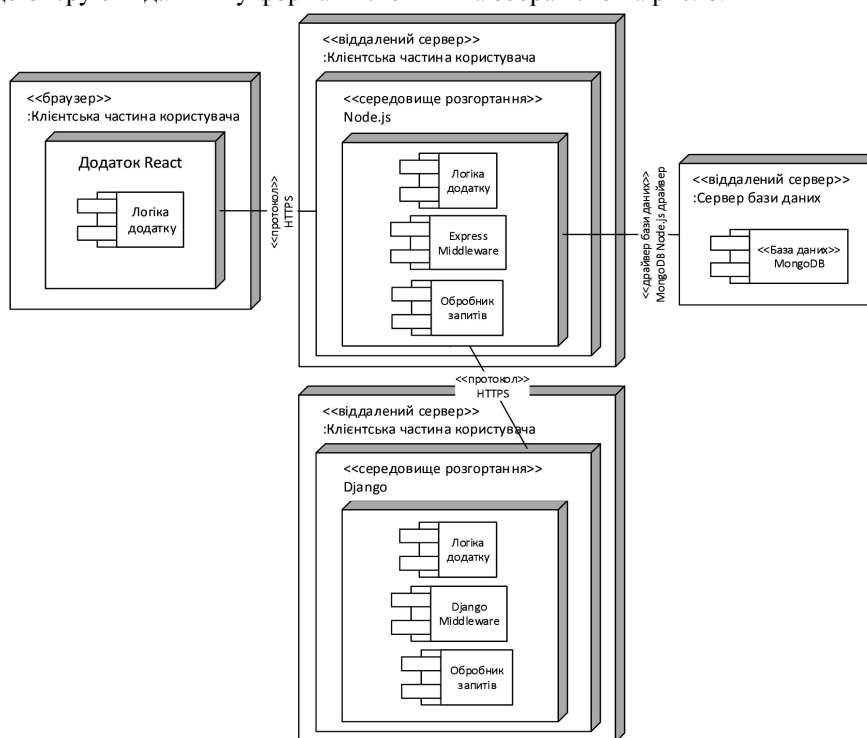 <<браузер>>
:Клієнтська частина користувача
Додаток React
Логіка
додатку
<<протокол>>
HTTPS
<<віддалений сервер>>
:Клієнтська частина користувача
<<середовище розгортання>>
Node.js
Логіка
додатку
Express
Middleware
Обробник
запитів
<<драйвер бази даних>>
MongoDB Node.js драйвер
<<віддалений сервер>>
:Сервер бази даних
<<База даних>>
MongoDB
<<протокол>>
HTTPS
<<віддалений сервер>>
:Клієнтська частина користувача
<<середовище розгортання>>
Django
Логіка
додатку
Django
Middleware
Обробник
запитів